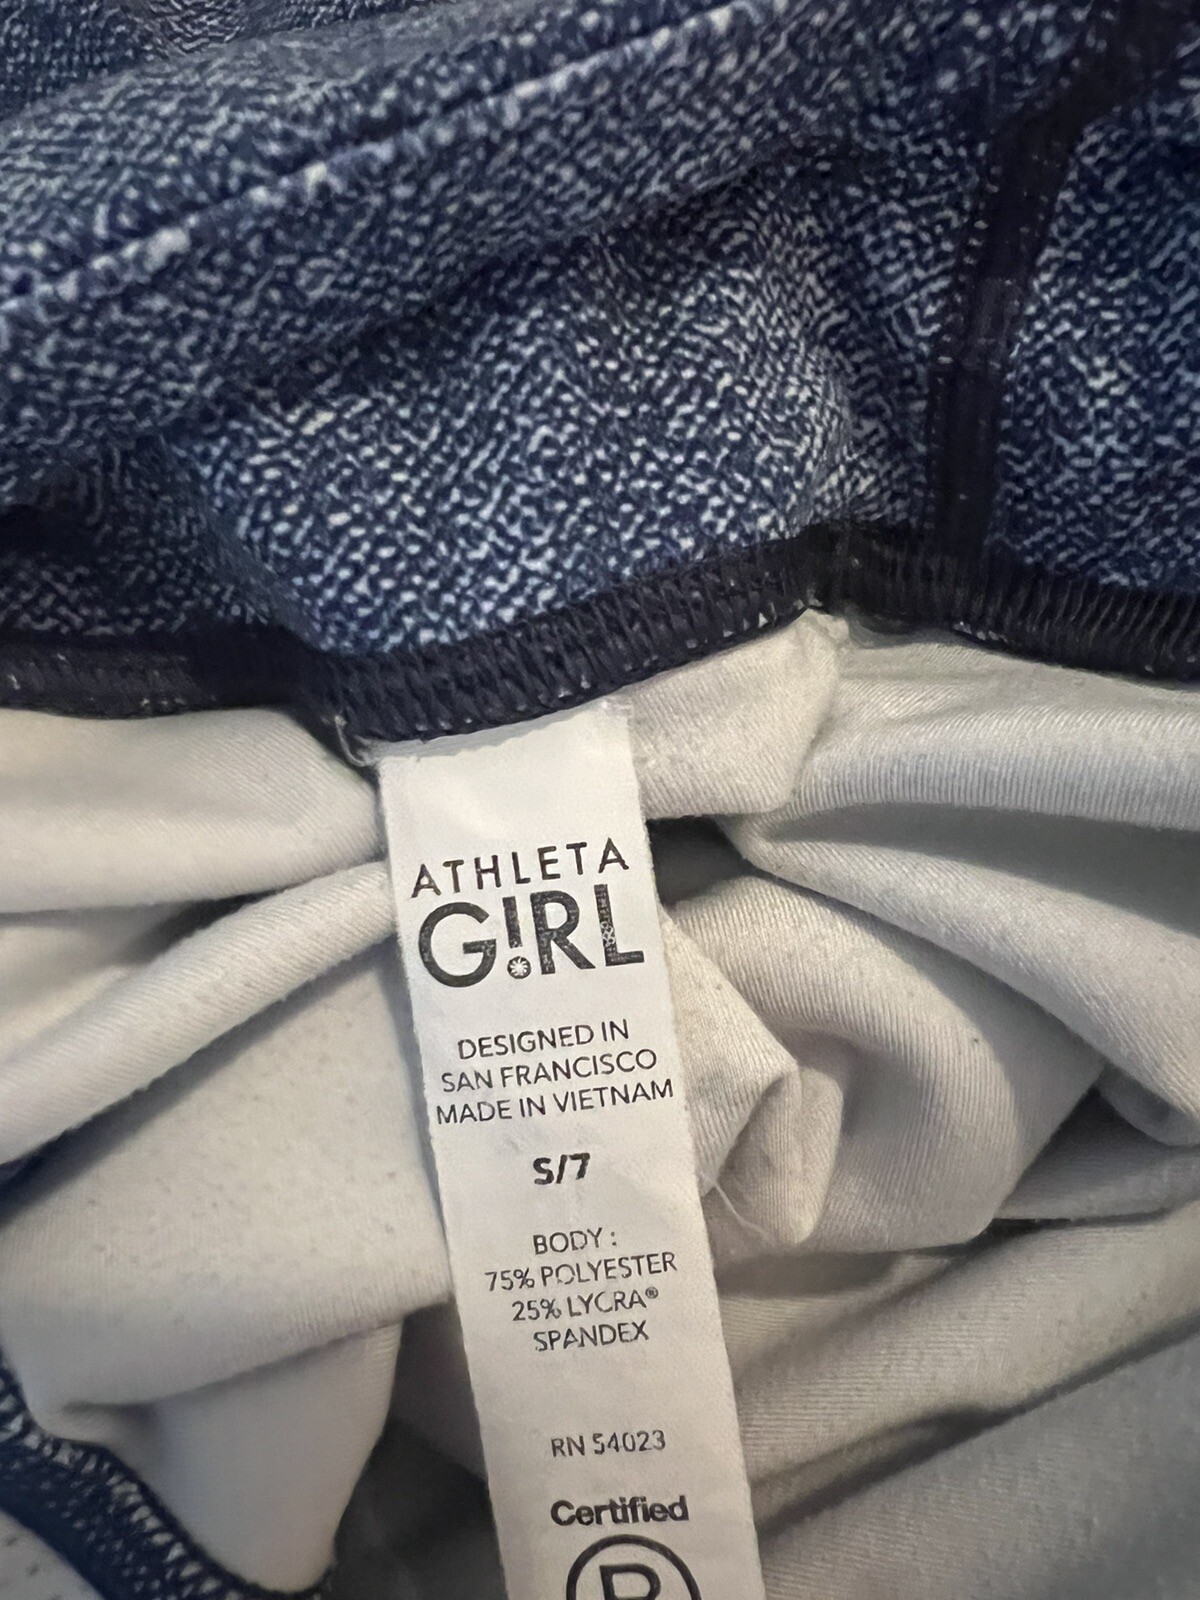 ATHLETA
G!RL
DESIGNED IN
SAN FRANCISCO
MADE IN VIETNAM
S/7
BODY :
75% POLYESTER
25% LYCRA®
SPANDEX
RN 54023
Certified
B